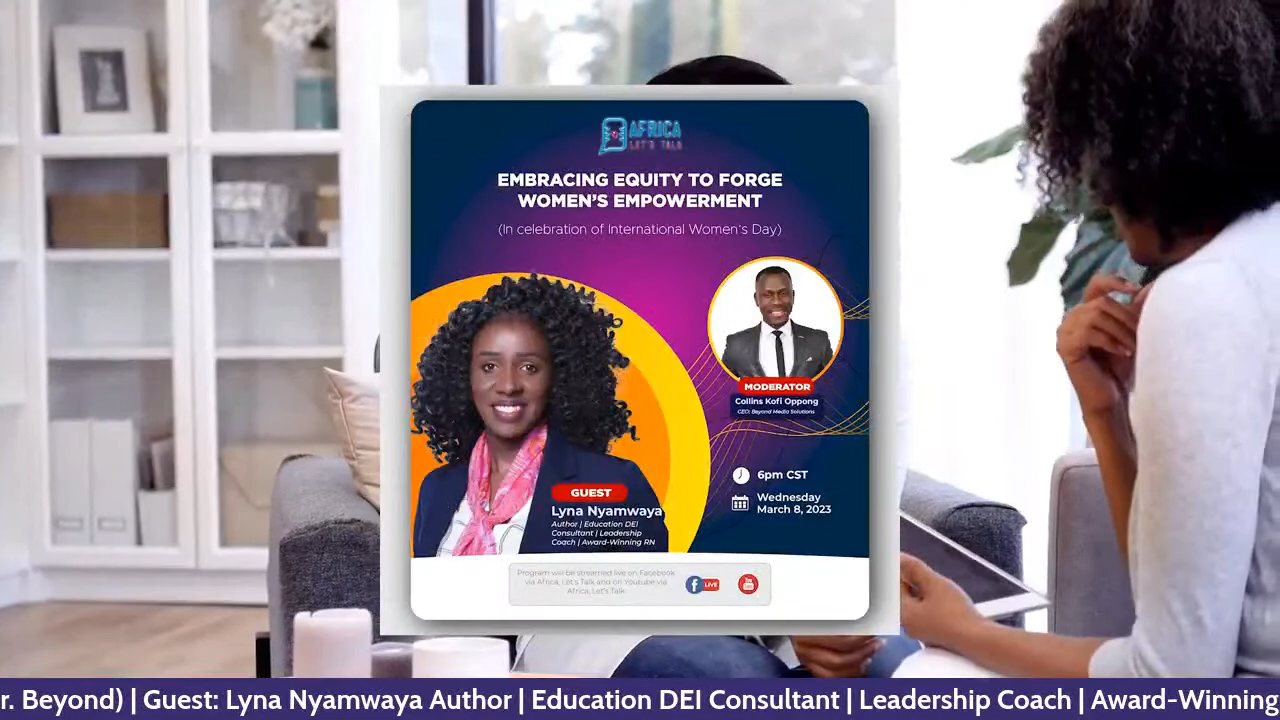 AFRICA
LET'S TALK
EMBRACING EQUITY TO FORGE
WOMEN'S EMPOWERMENT
(In celebration of International Women's Day)
MODERATOR
Collins Kofi Oppong
CEO: Beyond Media Solutions
6pm CST
Wednesday
March 8, 2023
GUEST
Lyna Nyamwaya
Author | Education DEI
Consultant | Leadership
Coach | Award-Winning RN
Program will be streamed live on Facebook
via Africa, Let's Talk and on Youtube via
Africa, Let's Talk
LIVE
You
Tube
r. Beyond) | Guest: Lyna Nyamwaya Author | Education DEI Consultant | Leadership Coach | Award-Winning